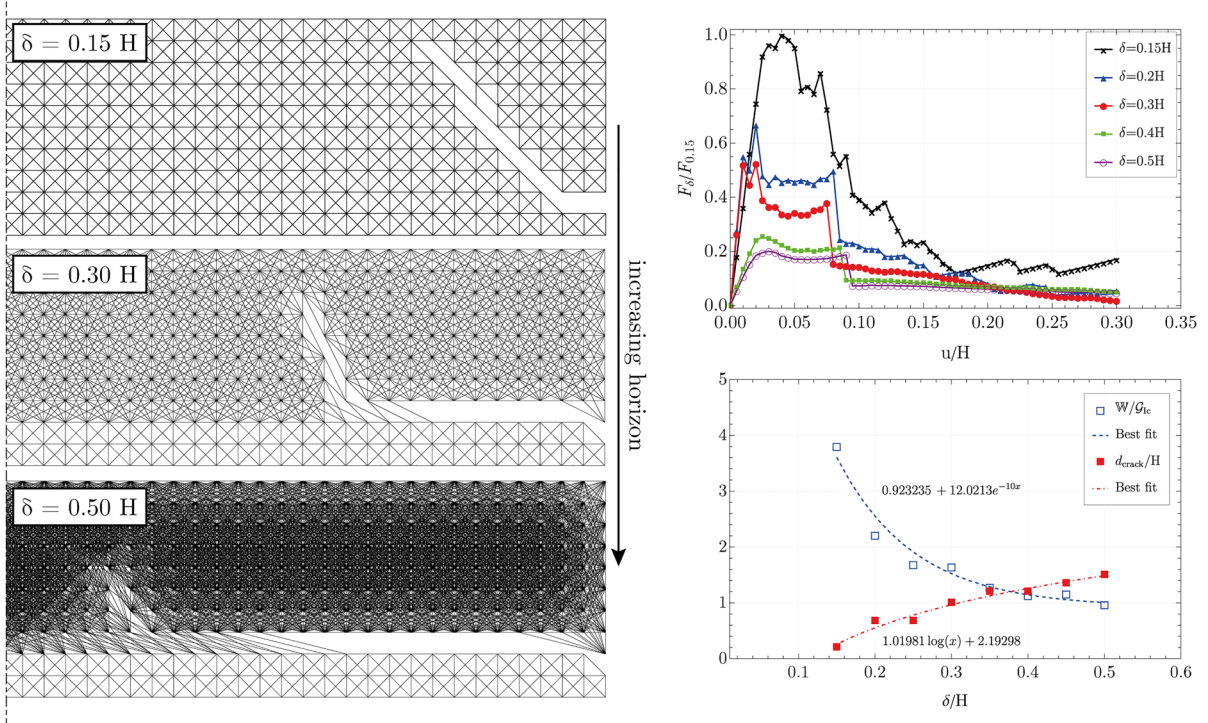 δ = 0.15 H
δ = 0.30 H
δ = 0.50 H
increasing horizon
1.0
0.8
0.6
0.4
0.2
0.0
F_δ/F_0.15
0.00
0.05
0.10
0.15
0.20
0.25
0.30
0.35
u/H
δ=0.15H
δ=0.2H
δ=0.3H
δ=0.4H
δ=0.5H
5
4
3
2
1
0
0.1
0.2
0.3
0.4
0.5
0.6
δ/H
𝕎/𝒢_Ic
Best fit
d_crack/H
Best fit
0.923235 + 12.0213e^{-10x}
1.01981 log(x) + 2.19298